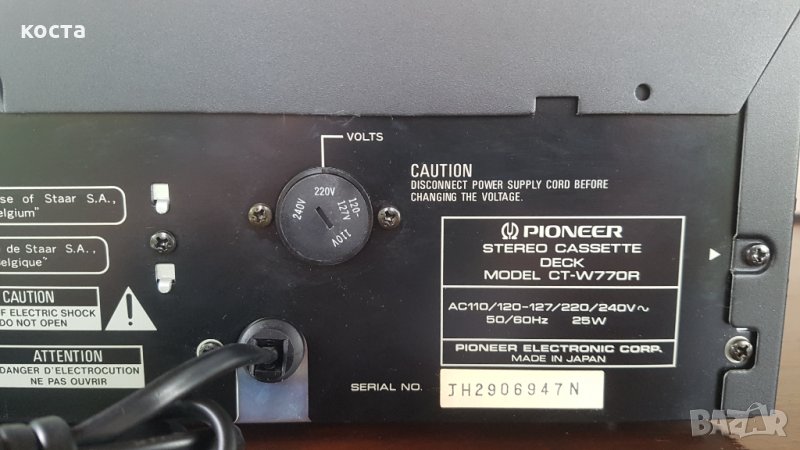 коста
VOLTS
220V
240V
120-
127V
110V
CAUTION
DISCONNECT POWER SUPPLY CORD BEFORE
CHANGING THE VOLTAGE.
se of Staar S.A.,
elgium"
de Staar S.A.,
elgique"
CAUTION
OF ELECTRIC SHOCK
DO NOT OPEN
ATTENTION
DANGER D'ELECTROCUTION
NE PAS OUVRIR
PIONEER
STEREO CASSETTE
DECK
MODEL CT-W770R
AC110/120-127/220/240V~
50/60Hz 25W
PIONEER ELECTRONIC CORP.
MADE IN JAPAN
SERIAL NO. JH2906947N
BAZAR